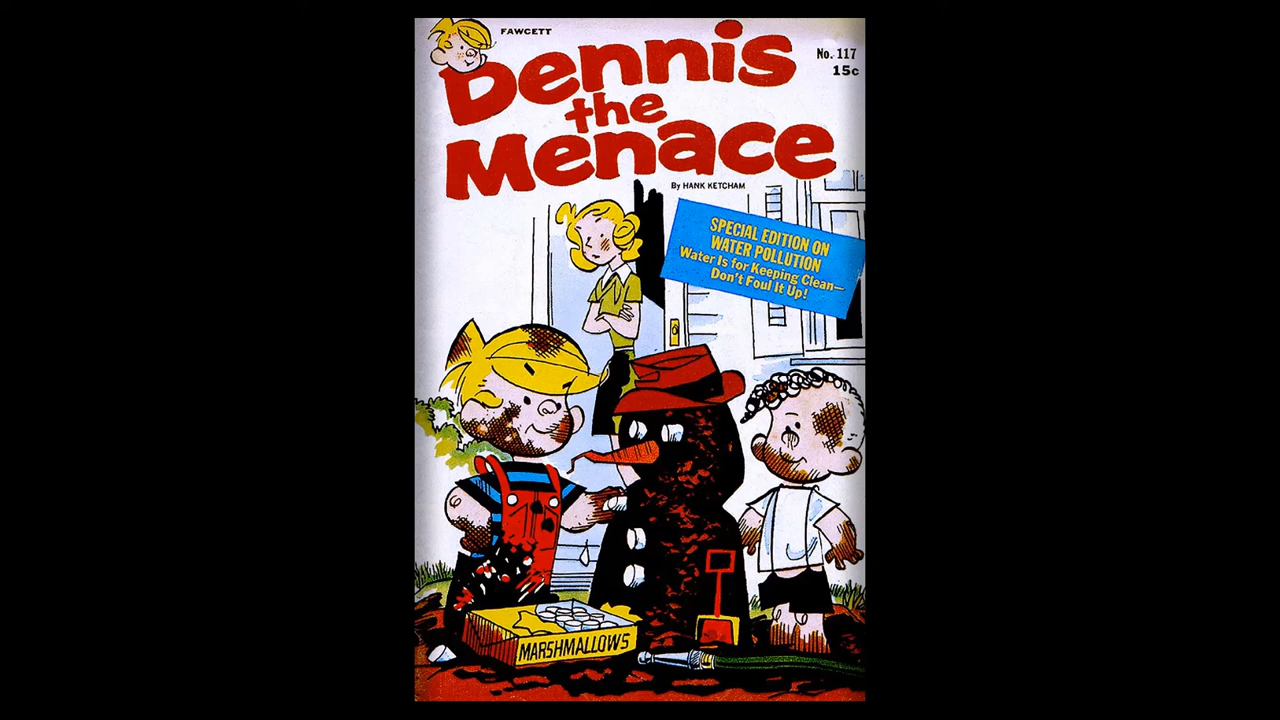 FAWCETT
Dennis
the
Menace
No. 117
15c
By HANK KETCHAM
SPECIAL EDITION ON
WATER POLLUTION
Water Is for Keeping Clean—
Don't Foul It Up!
MARSHMALLOWS